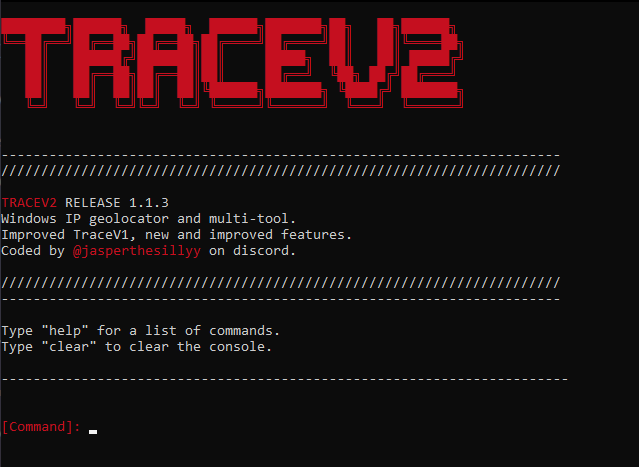 TRACEV2
----------------------------------------------------------------------
//////////////////////////////////////////////////////////////////////
TRACEV2 RELEASE 1.1.3
Windows IP geolocator and multi-tool.
Improved TraceV1, new and improved features.
Coded by @jasperthesillyy on discord.
//////////////////////////////////////////////////////////////////////
----------------------------------------------------------------------
Type "help" for a list of commands.
Type "clear" to clear the console.
-----------------------------------------------------------------------
[Command]: